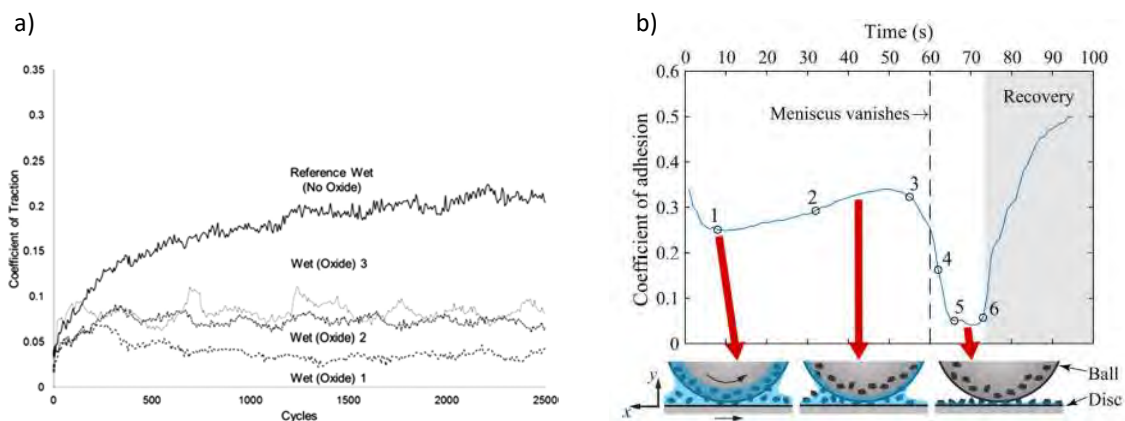 a)
0.35
0.3
0.25
0.2
0.15
0.1
0.05
0
Coefficient of Traction
Reference Wet
(No Oxide)
Wet (Oxide) 3
Wet (Oxide) 2
Wet (Oxide) 1
0 500 1000 1500 2000 2500
Cycles
b)
Time (s)
0 10 20 30 40 50 60 70 80 90 100
0.6
0.5
0.4
0.3
0.2
0.1
0
Coefficient of adhesion
Meniscus vanishes→
Recovery
1
2
3
4
5
6
y
x
Ball
Disc